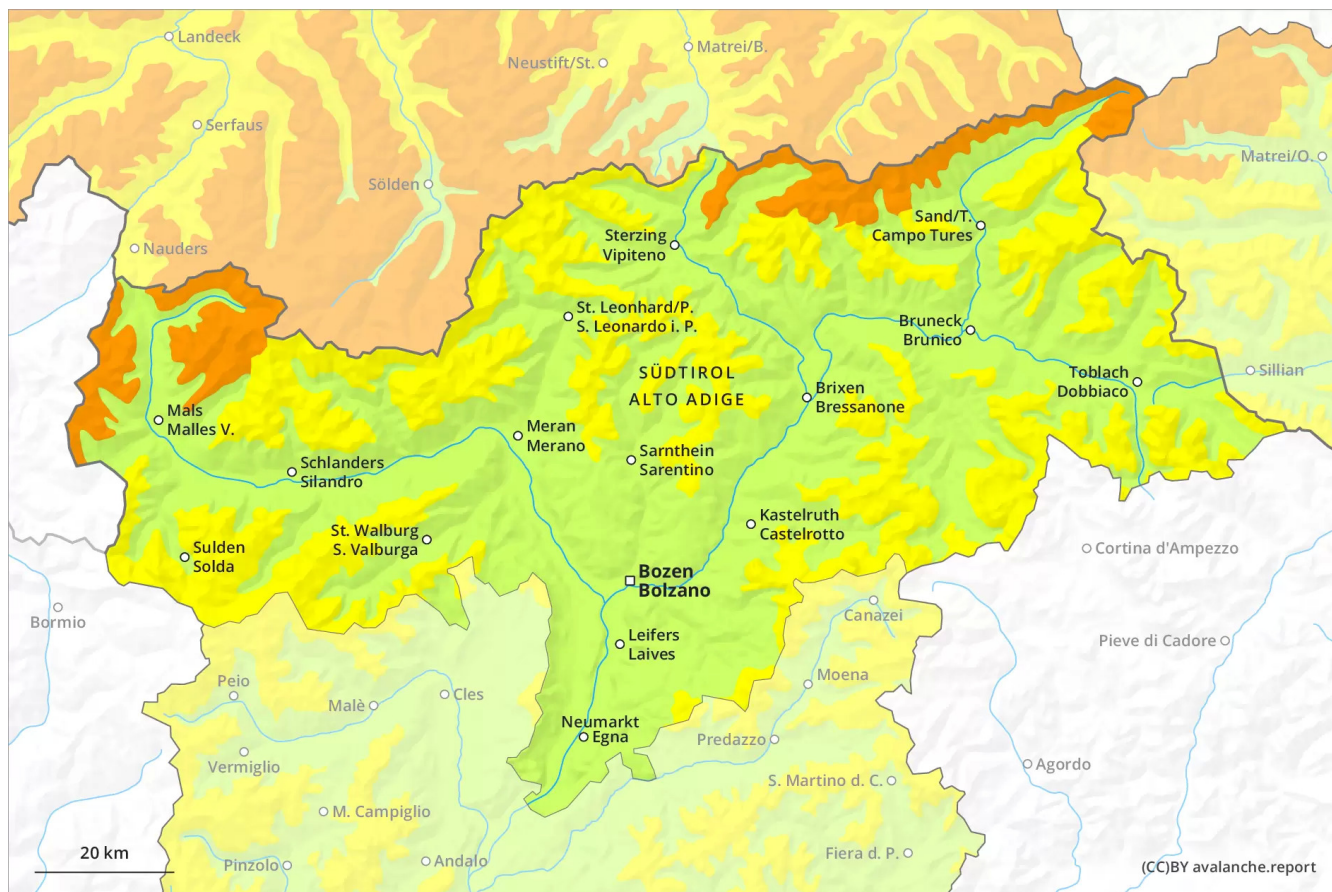 Landeck
Matrei/B.
Neustift/St.
Serfaus
Matrei/O.
Sölden
Sand/T.
Campo Tures
Sterzing
Vipiteno
Nauders
St. Leonhard/P.
S. Leonardo i. P.
Bruneck
Brunico
SÜDTIROL
ALTO ADIGE
Toblach
Dobbiaco
Sillian
Brixen
Bressanone
Mals
Malles V.
Meran
Merano
Sarnthein
Sarentino
Schlanders
Silandro
Kastelruth
Castelrotto
St. Walburg
S. Valburga
Sulden
Solda
Cortina d'Ampezzo
Bozen
Bolzano
Bormio
Canazei
Leifers
Laives
Pieve di Cadore
Peio
Moena
Cles
Malè
Neumarkt
Egna
Predazzo
Vermiglio
Agordo
S. Martino d. C.
M. Campiglio
20 km
Andalo
Fiera d. P.
Pinzolo
(CC)BY avalanche.report